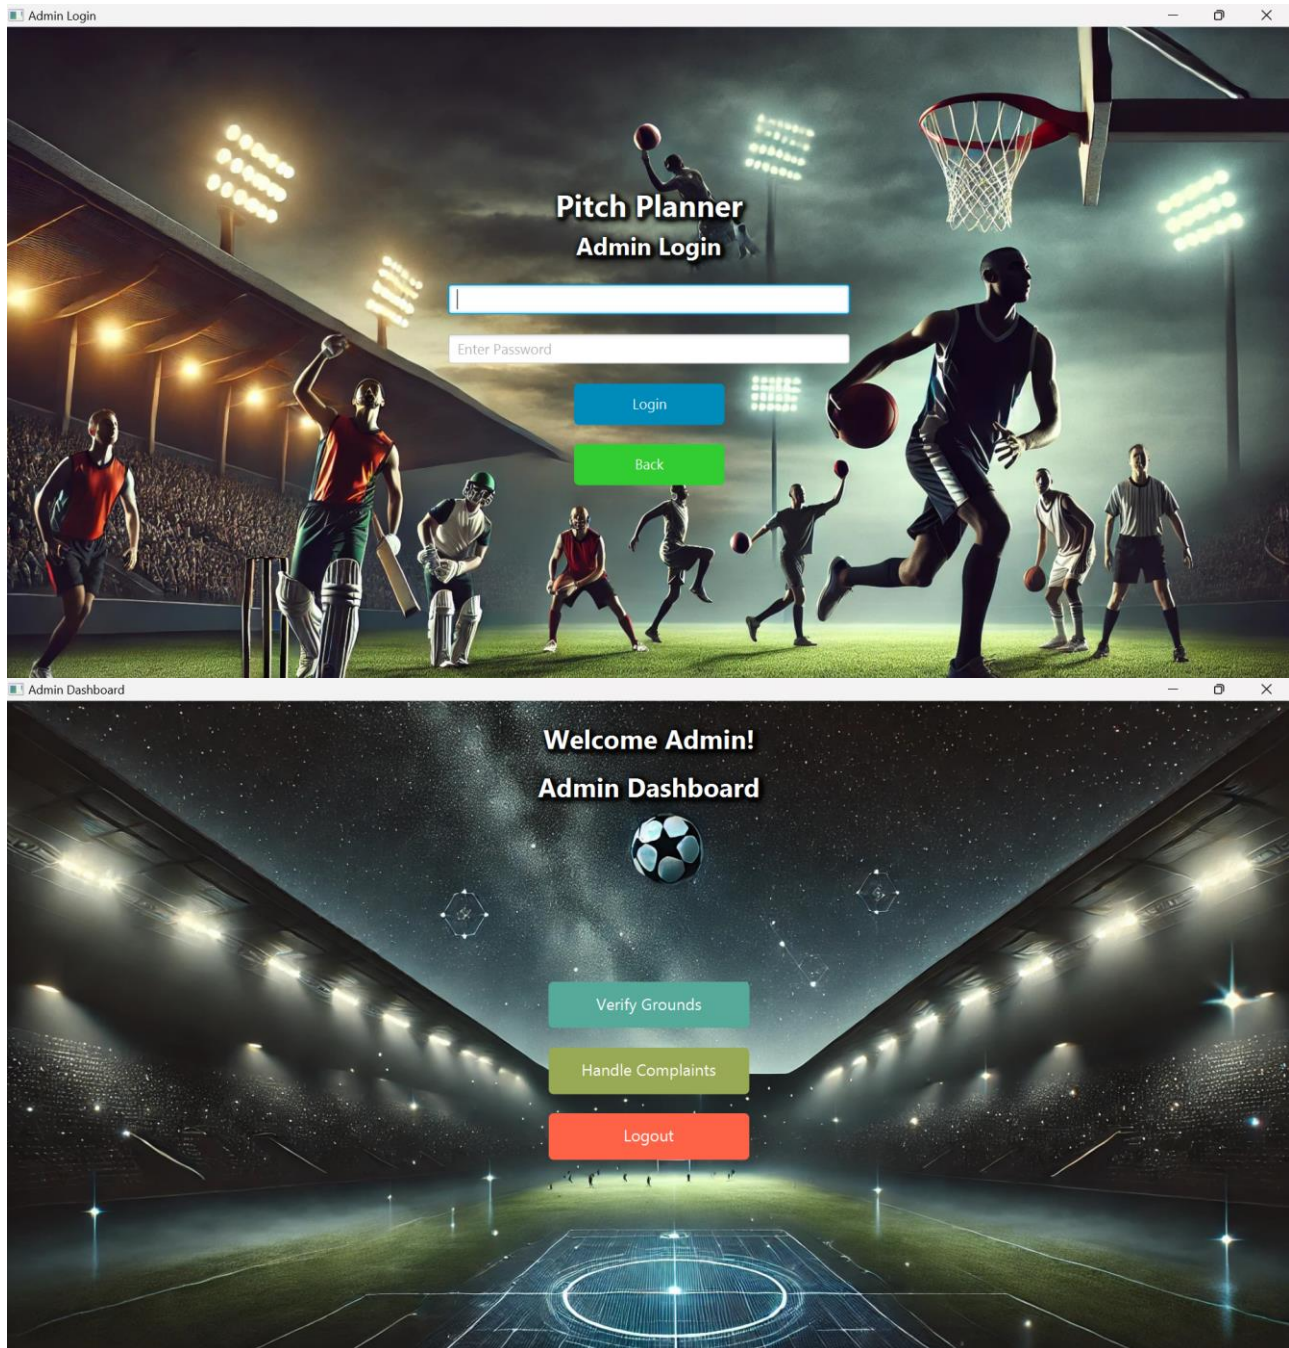 Admin Login
Pitch Planner
Admin Login
Enter Password
Login
Back
Admin Dashboard
Welcome Admin!
Admin Dashboard
Verify Grounds
Handle Complaints
Logout